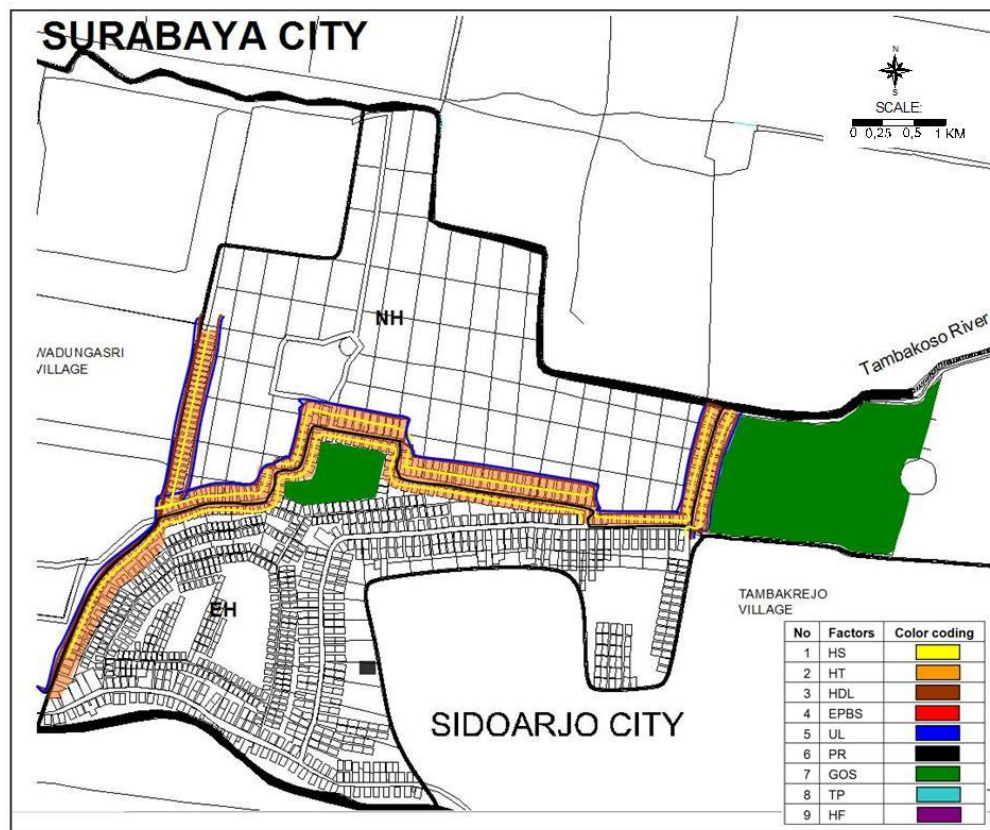 SURABAYA CITY
N
S
SCALE:
0 0,25 0,5 1 KM
NH
WADUNGASRI
VILLAGE
Tambakoso River
EH
TAMBAKREJO
VILLAGE
SIDOARJO CITY
No Factors Color coding
1 HS
2 HT
3 HDL
4 EPBS
5 UL
6 PR
7 GOS
8 TP
9 HF